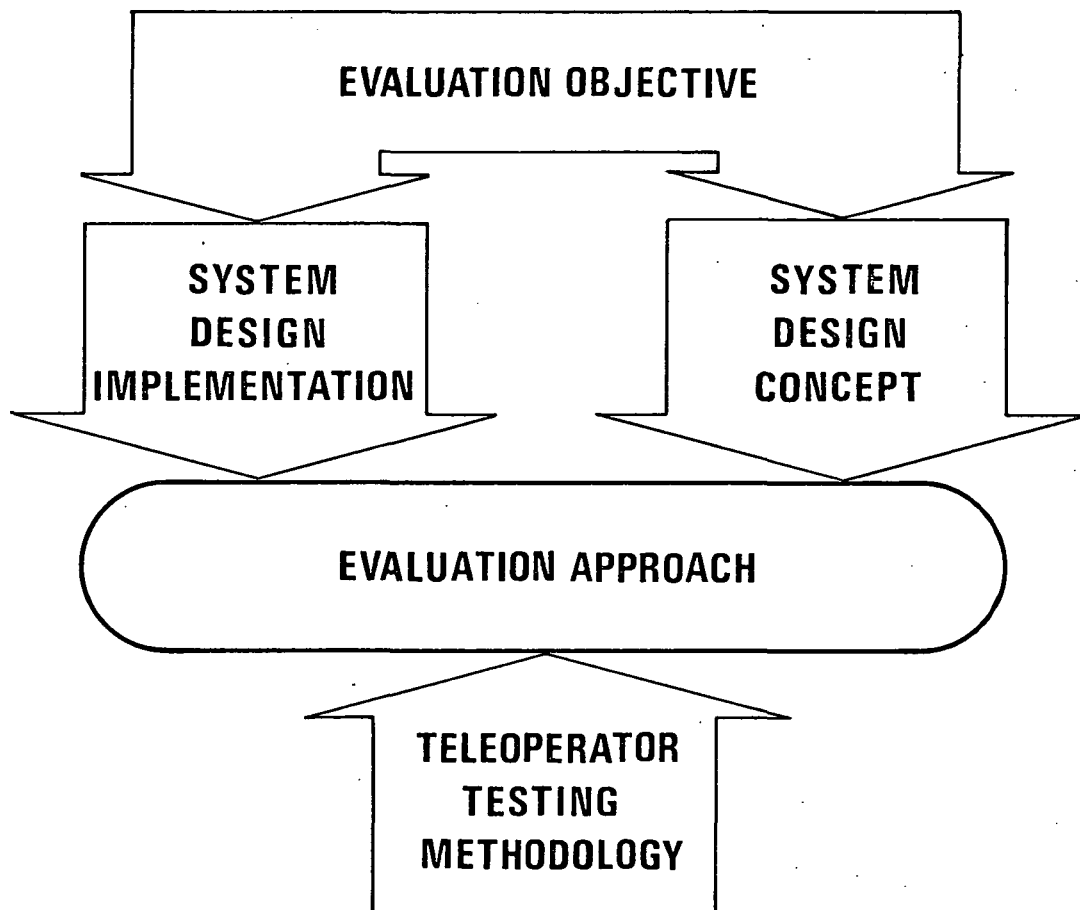 EVALUATION OBJECTIVE
SYSTEM
DESIGN
IMPLEMENTATION
SYSTEM
DESIGN
CONCEPT
EVALUATION APPROACH
TELEOPERATOR
TESTING
METHODOLOGY